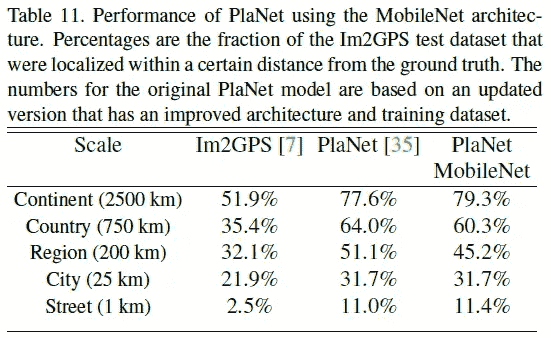 Table 11. Performance of PlaNet using the MobileNet architec-
ture. Percentages are the fraction of the Im2GPS test dataset that
were localized within a certain distance from the ground truth. The
numbers for the original PlaNet model are based on an updated
version that has an improved architecture and training dataset.
Scale Im2GPS [7] PlaNet [35] PlaNet
MobileNet
Continent (2500 km) 51.9% 77.6% 79.3%
Country (750 km) 35.4% 64.0% 60.3%
Region (200 km) 32.1% 51.1% 45.2%
City (25 km) 21.9% 31.7% 31.7%
Street (1 km) 2.5% 11.0% 11.4%